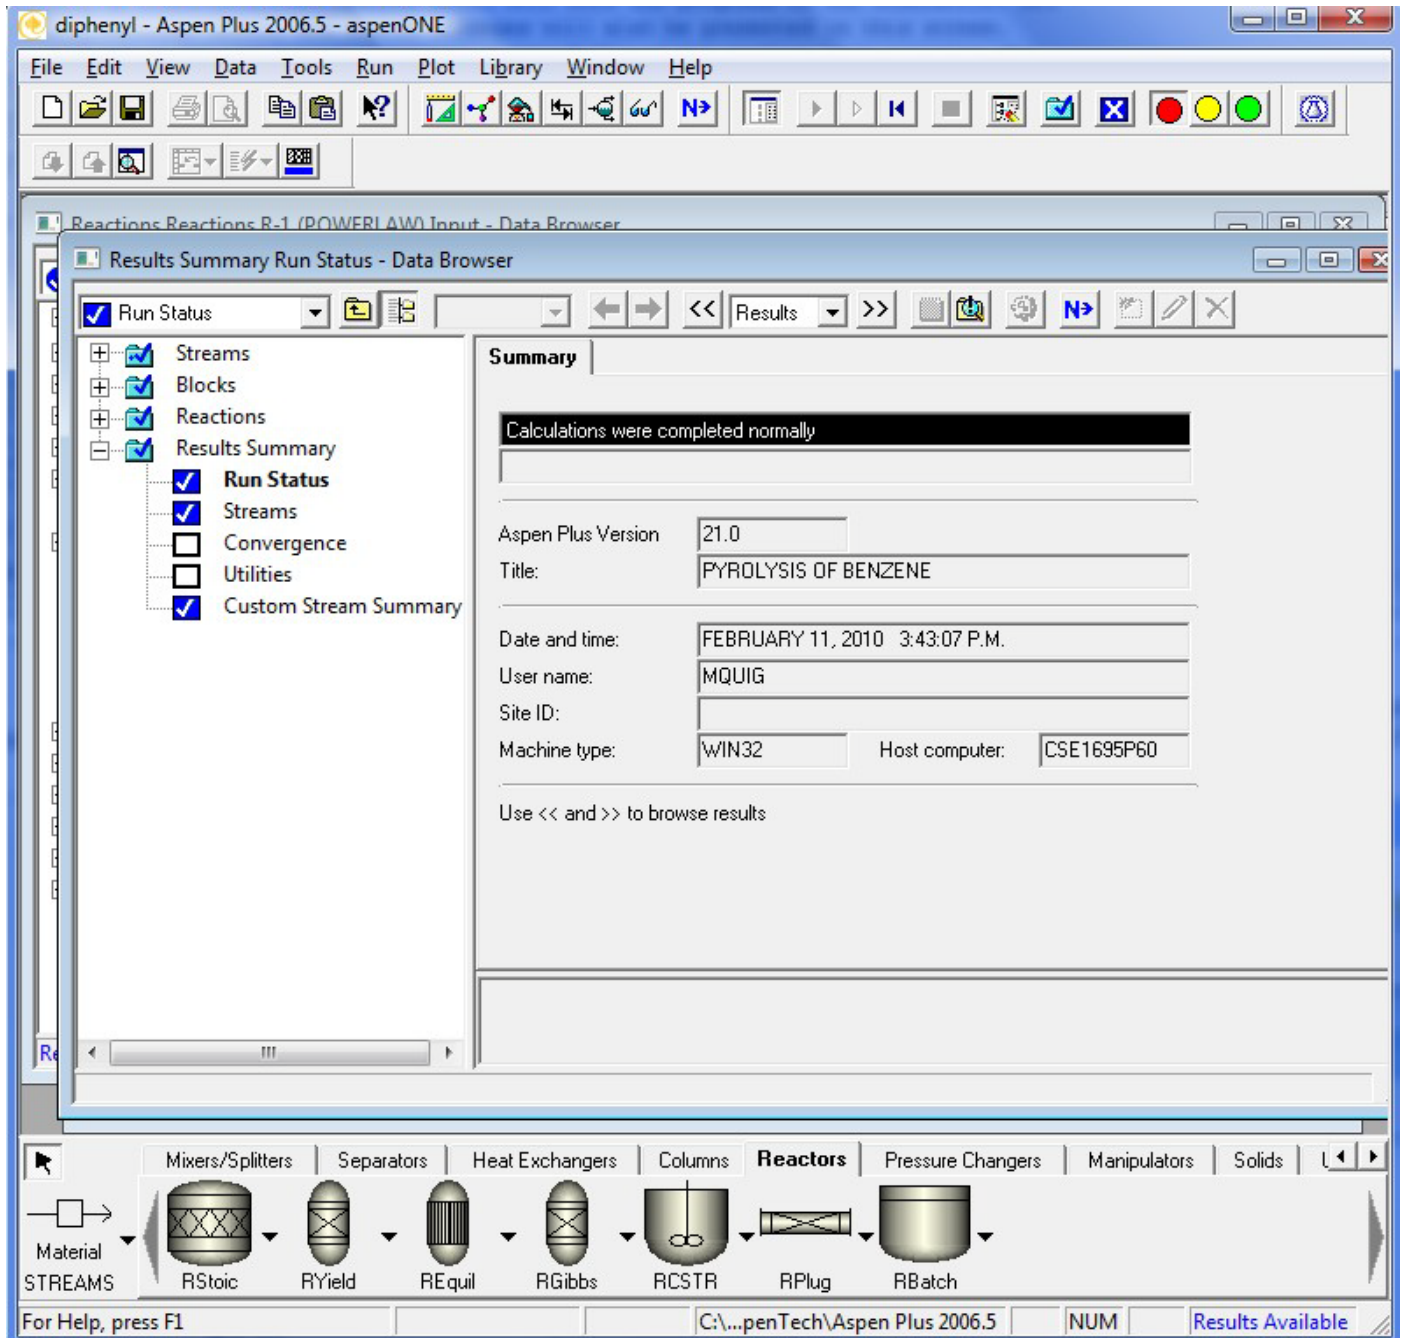 diphenyl - Aspen Plus 2006.5 - aspenONE
File Edit View Data Tools Run Plot Library Window Help
N>
Reactions Reactions R-1 (POWERLAW) Input - Data Browser
Results Summary Run Status - Data Browser
Run Status << Results >> N>
Streams
Blocks
Reactions
Results Summary
Run Status
Streams
Convergence
Utilities
Custom Stream Summary
Summary
Calculations were completed normally
Aspen Plus Version 21.0
Title: PYROLYSIS OF BENZENE
Date and time: FEBRUARY 11, 2010 3:43:07 P.M.
User name: MQUIG
Site ID:
Machine type: WIN32 Host computer: CSE1695P60
Use << and >> to browse results
Re
Mixers/Splitters Separators Heat Exchangers Columns Reactors Pressure Changers Manipulators Solids
Material
STREAMS RStoic RYield REquil RGibbs RCSTR RPlug RBatch
For Help, press F1 C:\...penTech\Aspen Plus 2006.5 NUM Results Available